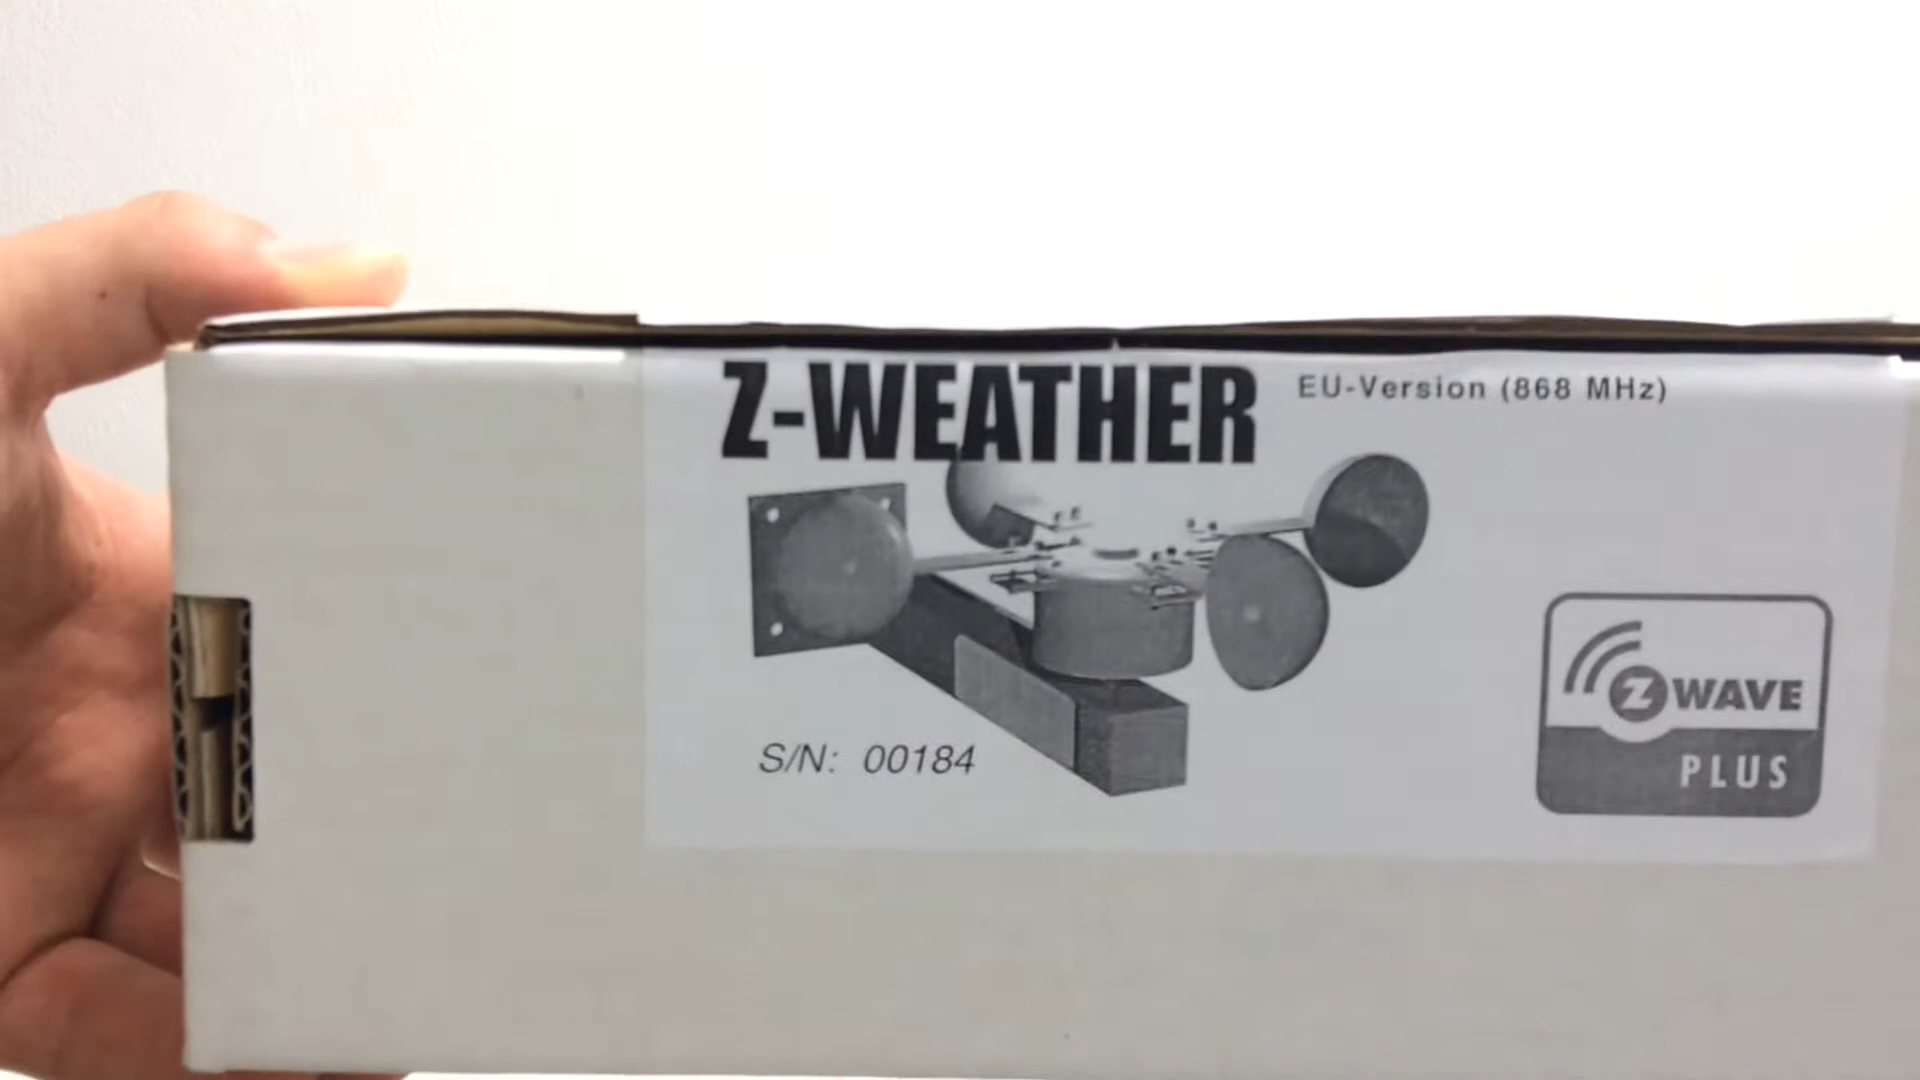 Z-WEATHER
EU-Version (868 MHz)
S/N: 00184
Z WAVE
PLUS